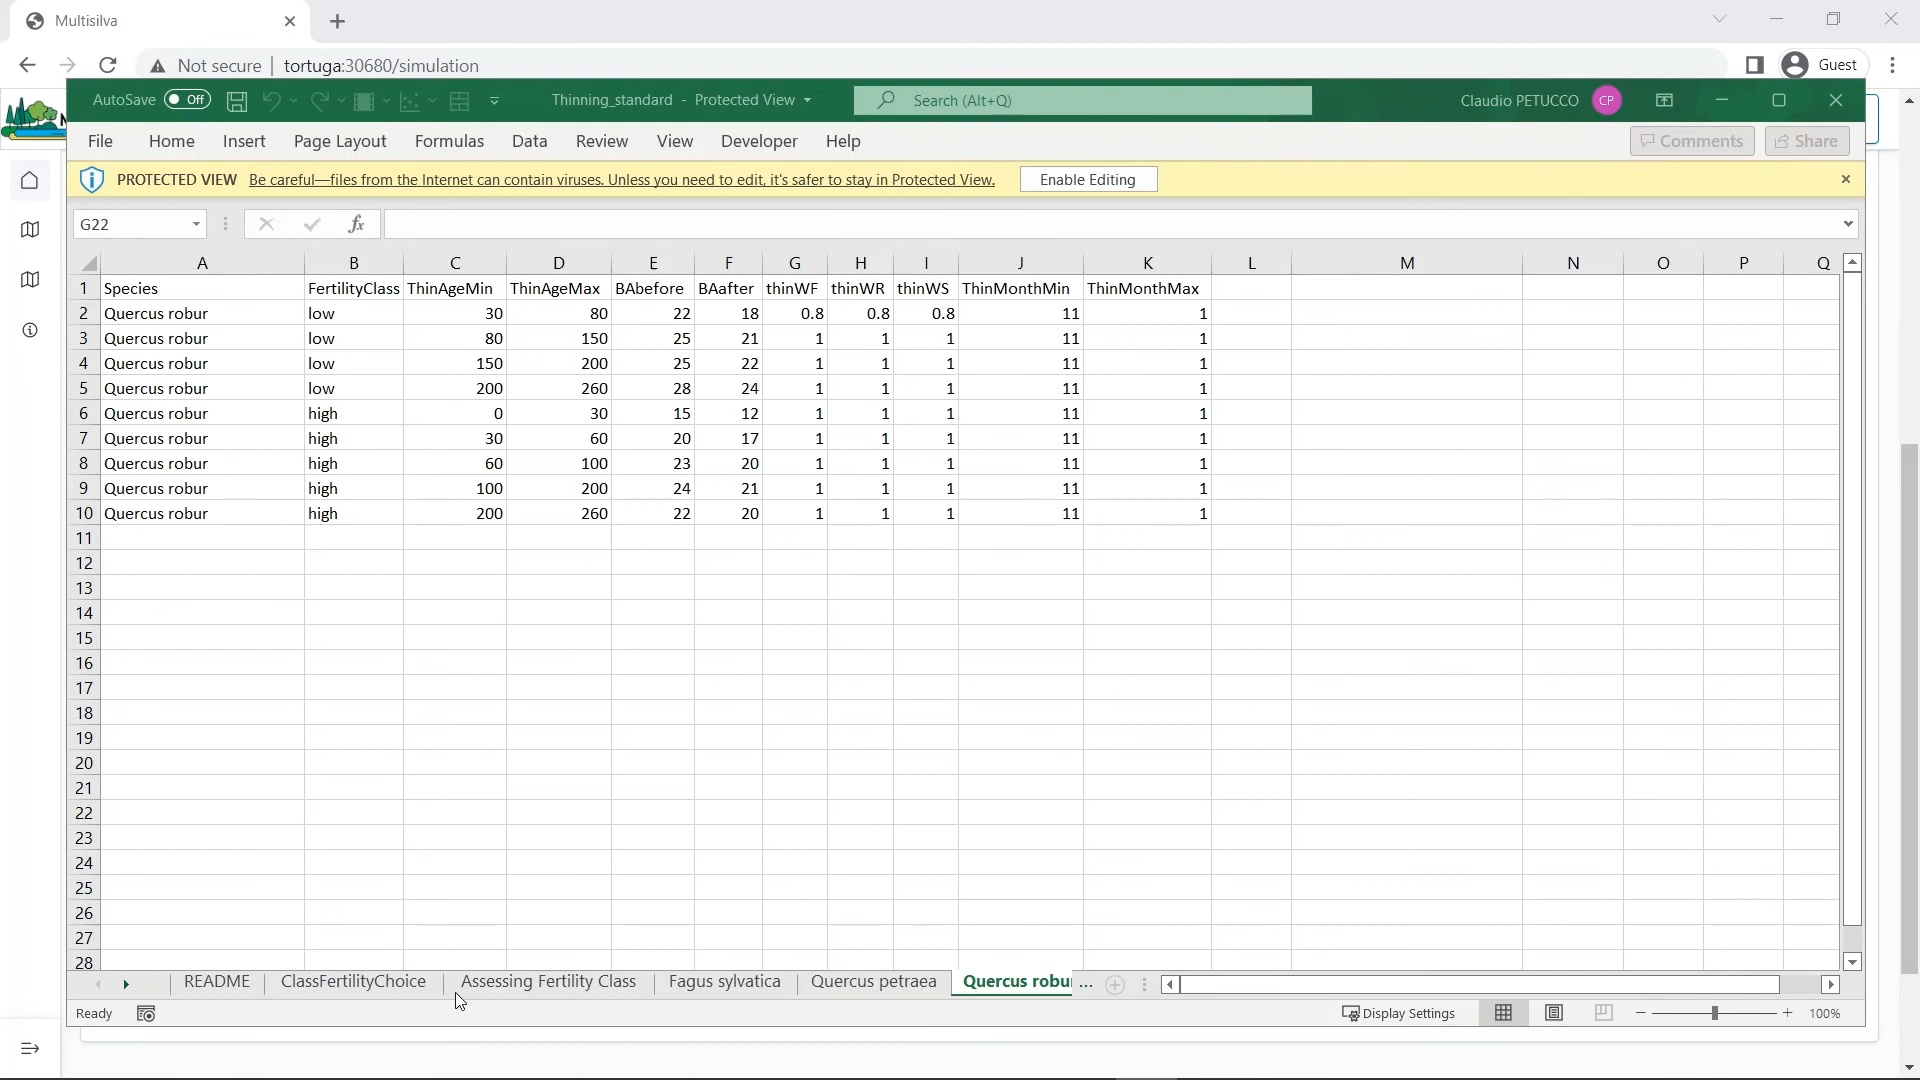 Multisilva
Not secure | tortuga:30680/simulation
Guest
AutoSave Off Thinning_standard - Protected View Search (Alt+Q) Claudio PETUCCO CP
File Home Insert Page Layout Formulas Data Review View Developer Help Comments Share
PROTECTED VIEW Be careful—files from the Internet can contain viruses. Unless you need to edit, it's safer to stay in Protected View. Enable Editing
G22 fx
A B C D E F G H I J K L M N O P Q
1 Species FertilityClass ThinAgeMin ThinAgeMax BAbefore BAafter thinWF thinWR thinWS ThinMonthMin ThinMonthMax
2 Quercus robur low 30 80 22 18 0.8 0.8 0.8 11 1
3 Quercus robur low 80 150 25 21 1 1 1 11 1
4 Quercus robur low 150 200 25 22 1 1 1 11 1
5 Quercus robur low 200 260 28 24 1 1 1 11 1
6 Quercus robur high 0 30 15 12 1 1 1 11 1
7 Quercus robur high 30 60 20 17 1 1 1 11 1
8 Quercus robur high 60 100 23 20 1 1 1 11 1
9 Quercus robur high 100 200 24 21 1 1 1 11 1
10 Quercus robur high 200 260 22 20 1 1 1 11 1
11
12
13
14
15
16
17
18
19
20
21
22
23
24
25
26
27
28
README ClassFertilityChoice Assessing Fertility Class Fagus sylvatica Quercus petraea Quercus robur ...
Ready Display Settings 100%